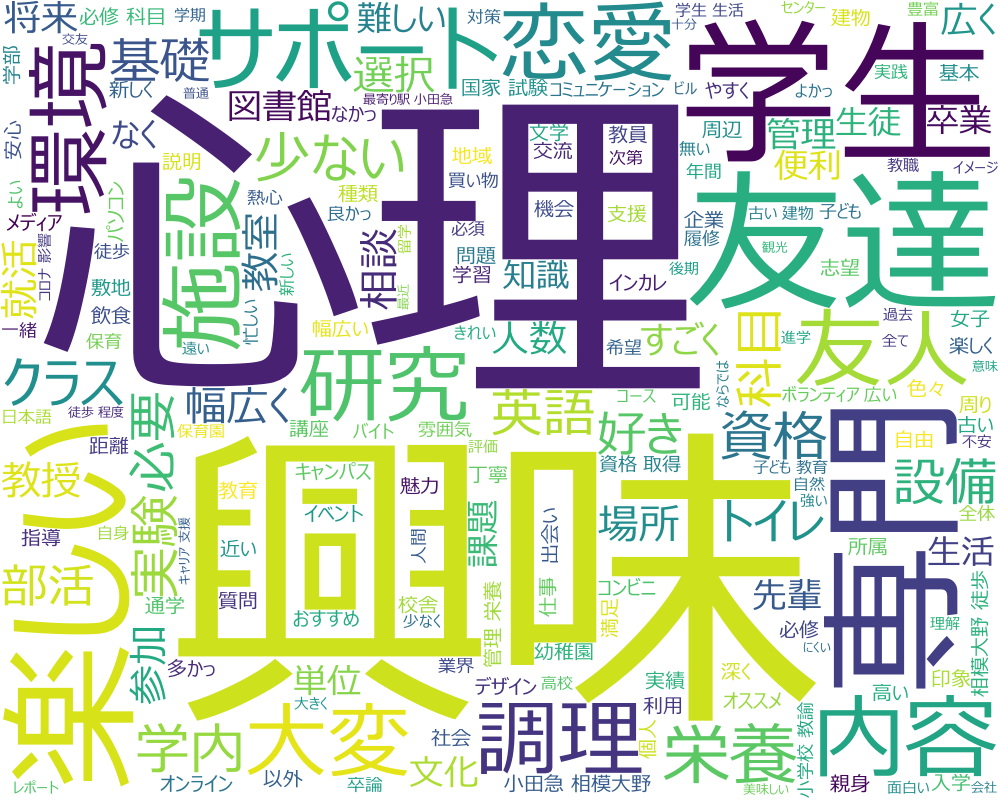 将来
必修 科目
学期
サポート
難しい
対策
恋愛
学生 生活
センター
建物
豊富
広く
交友
十分
学部
基礎
選択
国家 試験
コミュニケーション
ビル
やすく
実践
基本
環境
新しく
普通
図書館
なかっ
最寄り駅 小田急
よかっ
学生
安心
なく
少ない
文学
教員
周辺
管理
生徒
卒業
心理
説明
地域
交流
次第
無い
便利
教職
イメージ
よい
パソコン
熱心
種類
買い物
年間
メディア
良かっ
機会
支援
企業
古い 建物
子ども
コロナ 影響
徒歩
施設
教室
相談
留学
必須
履修
友達
観光
就活
敷地
新しい
問題
知識
インカレ
後期
志望
学習
一緒
飲食
忙しい
幅広い
最近
きれい
人数
すごく
過去
女子
保育
遠い
希望
進学
全て
楽しく
クラス
研究
科目
友人
意味
日本語
徒歩 程度
幅広く
英語
コース
可能
ならでは
ボランティア
広い
色々
保育園
講座
バイト
雰囲気
好き
資格
周り
距離
必要
評価
自由
古い
不安
教授
実験
キャンパス
丁寧
資格 取得
子ども 教育
専門
設備
楽しい
教育
魅力
自然
強い
全体
指導
自身
キャリア 支援
イベント
課題
出会い
場所
トイレ
近い
人間
所属
生活
部活
通学
質問
興味
コンビニ
先輩
相模大野 徒歩
おすすめ
校舎
仕事
満足
必修
理解
参加
少なく
管理 栄養
幼稚園
にくい
多かっ
単位
業界
深く
小学校 教諭
高い
印象
大きく
デザイン
高校
実績
オススメ
学内
大変
調理
利用
個人
栄養
内容
社会
文化
小田急 相模大野
レポート
オンライン
以外
卒論
美味しい
親身
面白い
入学
会社